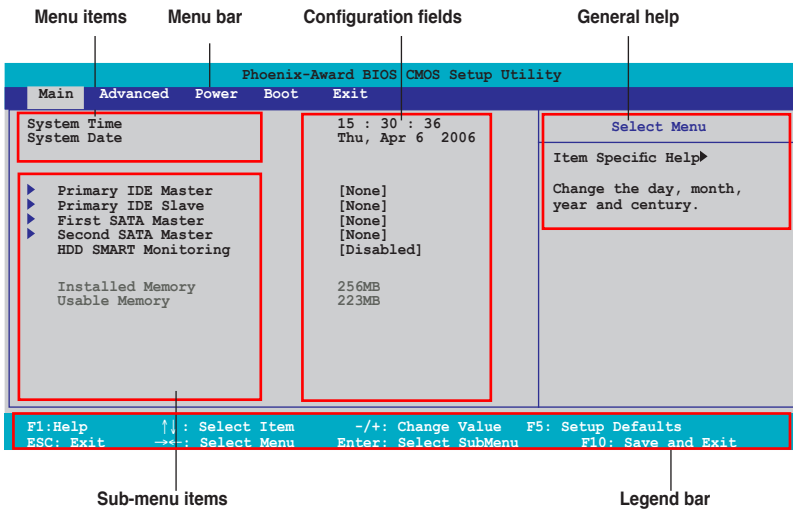 Menu items Menu bar Configuration fields General help
Phoenix-Award BIOS CMOS Setup Utility
Main Advanced Power Boot Exit
System Time 15 : 30 : 36
System Date Thu, Apr 6 2006
Select Menu
Item Specific Help
Change the day, month,
year and century.
Primary IDE Master [None]
Primary IDE Slave [None]
First SATA Master [None]
Second SATA Master [None]
HDD SMART Monitoring [Disabled]
Installed Memory 256MB
Usable Memory 223MB
F1:Help ↑↓: Select Item -/+: Change Value F5: Setup Defaults
ESC: Exit →←: Select Menu Enter: Select SubMenu F10: Save and Exit
Sub-menu items Legend bar